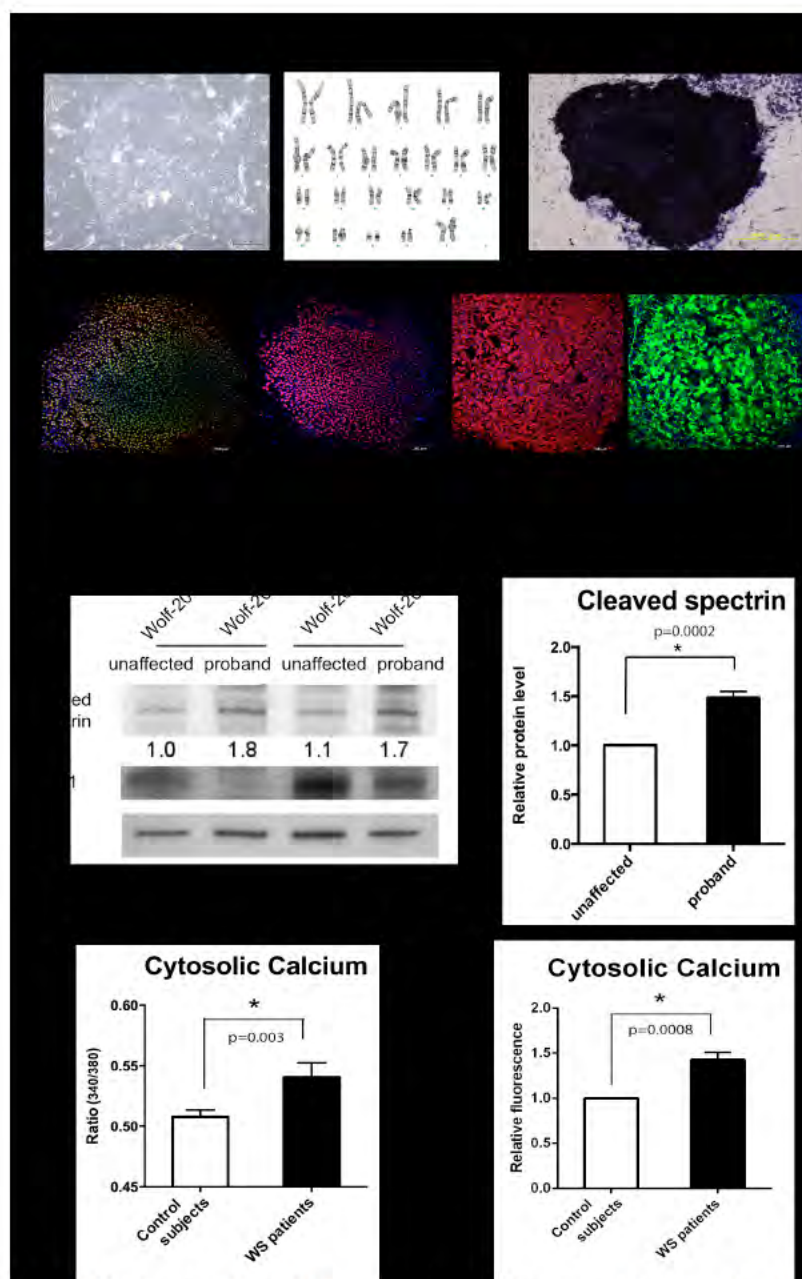 Wolf-20
Wolf-20
Wolf-20
Wolf-20
unaffected proband unaffected proband
ed
rin
1.0 1.8 1.1 1.7
1
Cleaved spectrin
p=0.0002
*
2.0
1.5
1.0
0.5
0.0
Relative protein level
unaffected
proband
Cytosolic Calcium
*
p=0.003
0.60
0.55
0.50
0.45
Ratio (340/380)
Control
subjects
WS patients
Cytosolic Calcium
*
p=0.0008
2.0
1.5
1.0
0.5
0.0
Relative fluorescence
Control
subjects
WS patients